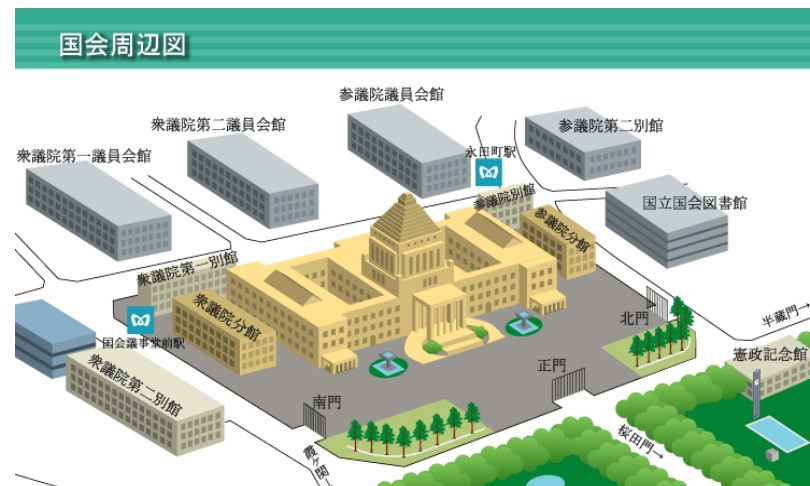 国会周辺図
参議院議員会館
衆議院第二議員会館
参議院第二別館
衆議院第一議員会館
永田町駅
参議院別館
国立国会図書館
参議院分館
衆議院第一別館
衆議院分館
国会議事堂前駅
北門
半蔵門→
憲政記念館
正門
衆議院第二別館
南門
桜田門→
霞ヶ関